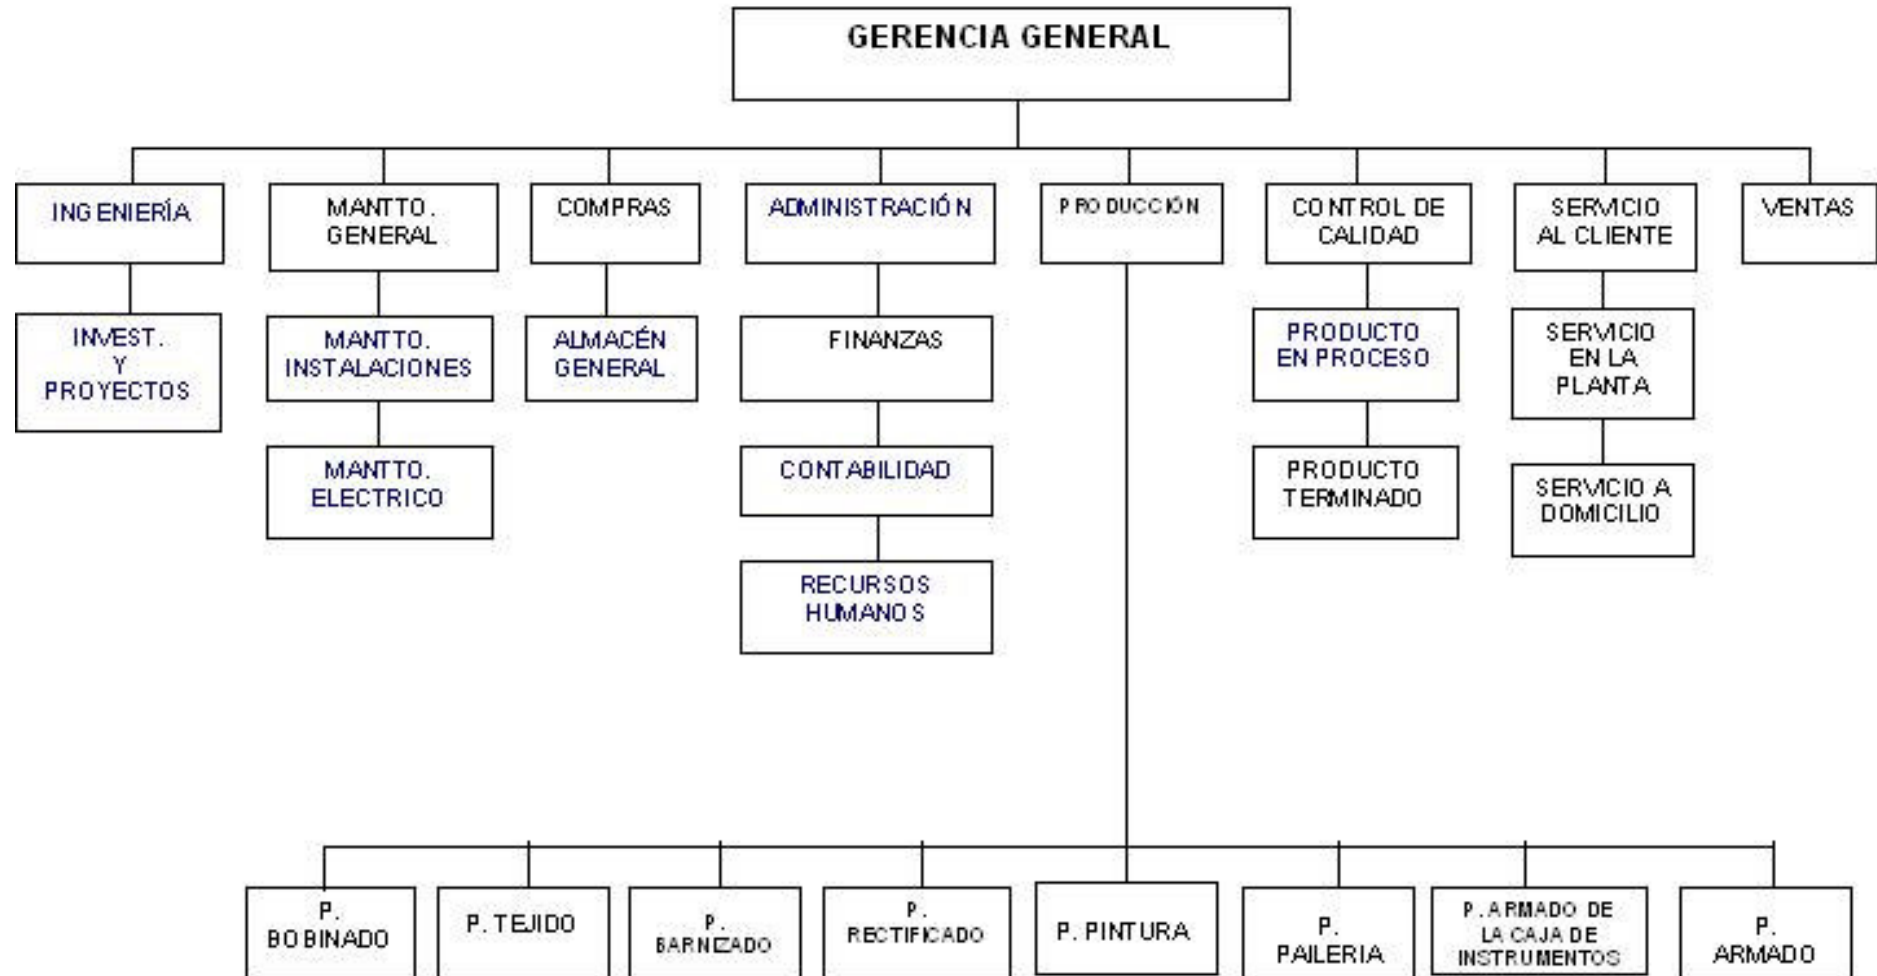 GERENCIA GENERAL
INGENIERÍA
MANTTO.
GENERAL
COMPRAS
ADMINISTRACIÓN
PRODUCCIÓN
CONTROL DE
CALIDAD
SERVICIO
AL CLIENTE
VENTAS
INVEST.
Y
PROYECTOS
MANTTO.
INSTALACIONES
ALMACÉN
GENERAL
FINANZAS
PRODUCTO
EN PROCESO
SERVICIO
EN LA
PLANTA
MANTTO.
ELECTRICO
CONTABILIDAD
PRODUCTO
TERMINADO
SERVICIO A
DOMICILIO
RECURSOS
HUMANOS
P.
BOBINADO
P. TEJIDO
P.
BARNIZADO
P.
RECTIFICADO
P. PINTURA
P.
PAILERIA
P. ARMADO DE
LA CAJA DE
INSTRUMENTOS
P.
ARMADO